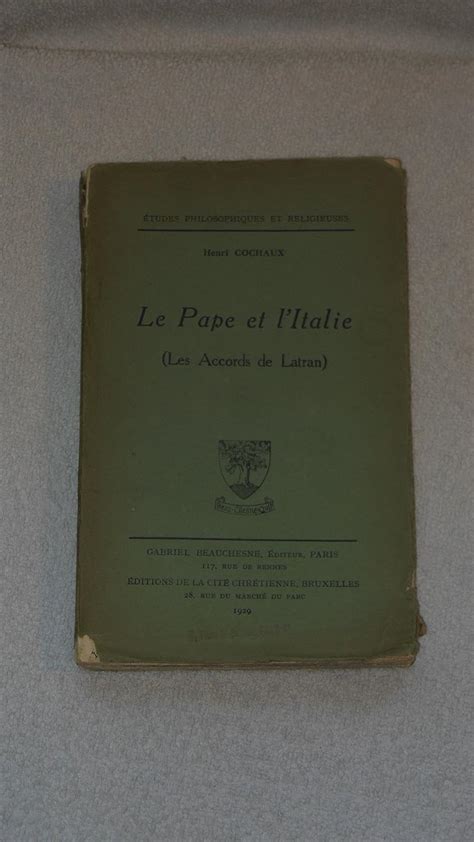 ÉTUDES PHILOSOPHIQUES ET RELIGIEUSES
Henri COCHAUX
Le Pape et l'Italie
(Les Accords de Latran)
GABRIEL BEAUCHESNE, ÉDITEUR, PARIS
117, RUE DE RENNES
ÉDITIONS DE LA CITÉ CHRÉTIENNE, BRUXELLES
28, RUE DU MARCHÉ DU PARC
1929